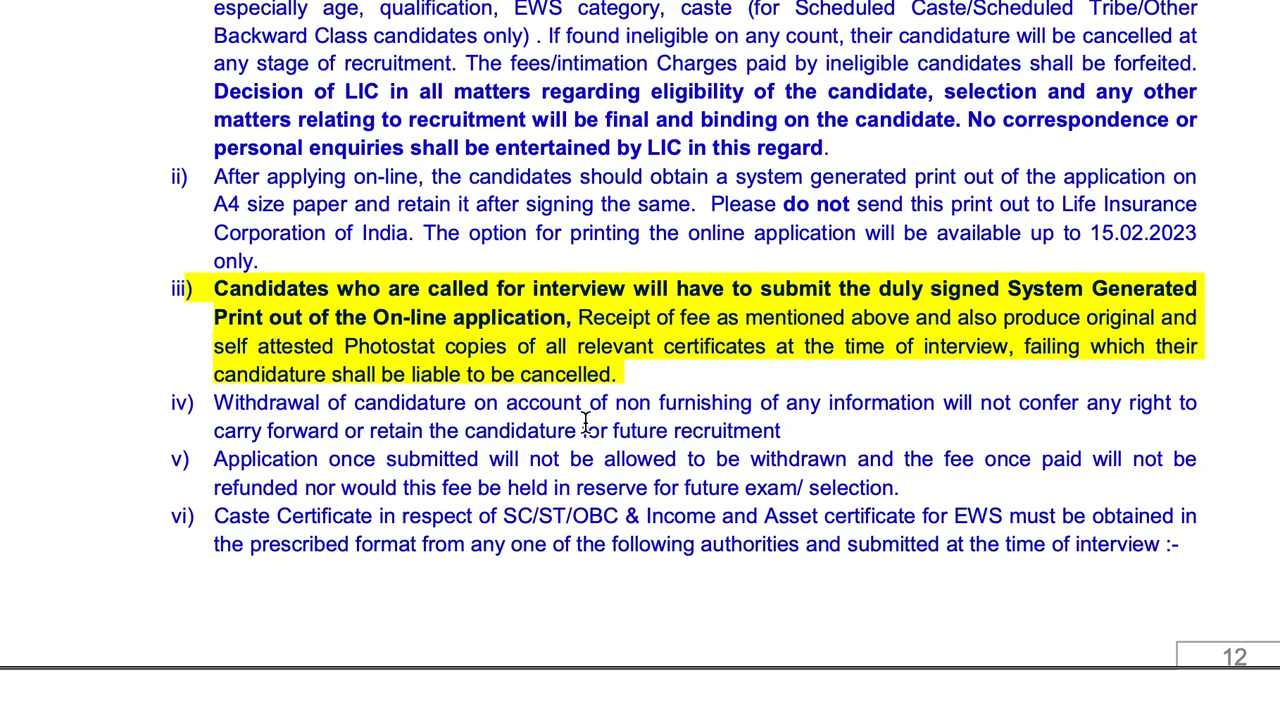 especially age, qualification, EWS category, caste (for Scheduled Caste/Scheduled Tribe/Other
Backward Class candidates only) . If found ineligible on any count, their candidature will be cancelled at
any stage of recruitment. The fees/intimation Charges paid by ineligible candidates shall be forfeited.
Decision of LIC in all matters regarding eligibility of the candidate, selection and any other
matters relating to recruitment will be final and binding on the candidate. No correspondence or
personal enquiries shall be entertained by LIC in this regard.
ii) After applying on-line, the candidates should obtain a system generated print out of the application on
A4 size paper and retain it after signing the same. Please do not send this print out to Life Insurance
Corporation of India. The option for printing the online application will be available up to 15.02.2023
only.
iii) Candidates who are called for interview will have to submit the duly signed System Generated
Print out of the On-line application, Receipt of fee as mentioned above and also produce original and
self attested Photostat copies of all relevant certificates at the time of interview, failing which their
candidature shall be liable to be cancelled.
iv) Withdrawal of candidature on account of non furnishing of any information will not confer any right to
carry forward or retain the candidature for future recruitment
v) Application once submitted will not be allowed to be withdrawn and the fee once paid will not be
refunded nor would this fee be held in reserve for future exam/ selection.
vi) Caste Certificate in respect of SC/ST/OBC & Income and Asset certificate for EWS must be obtained in
the prescribed format from any one of the following authorities and submitted at the time of interview :-
12